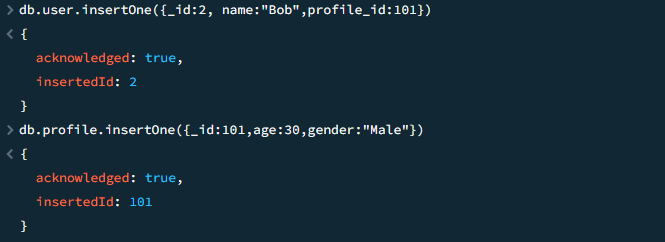 > db.user.insertOne({_id:2, name:"Bob",profile_id:101})
< {
acknowledged: true,
insertedId: 2
}
> db.profile.insertOne({_id:101,age:30,gender:"Male"})
< {
acknowledged: true,
insertedId: 101
}